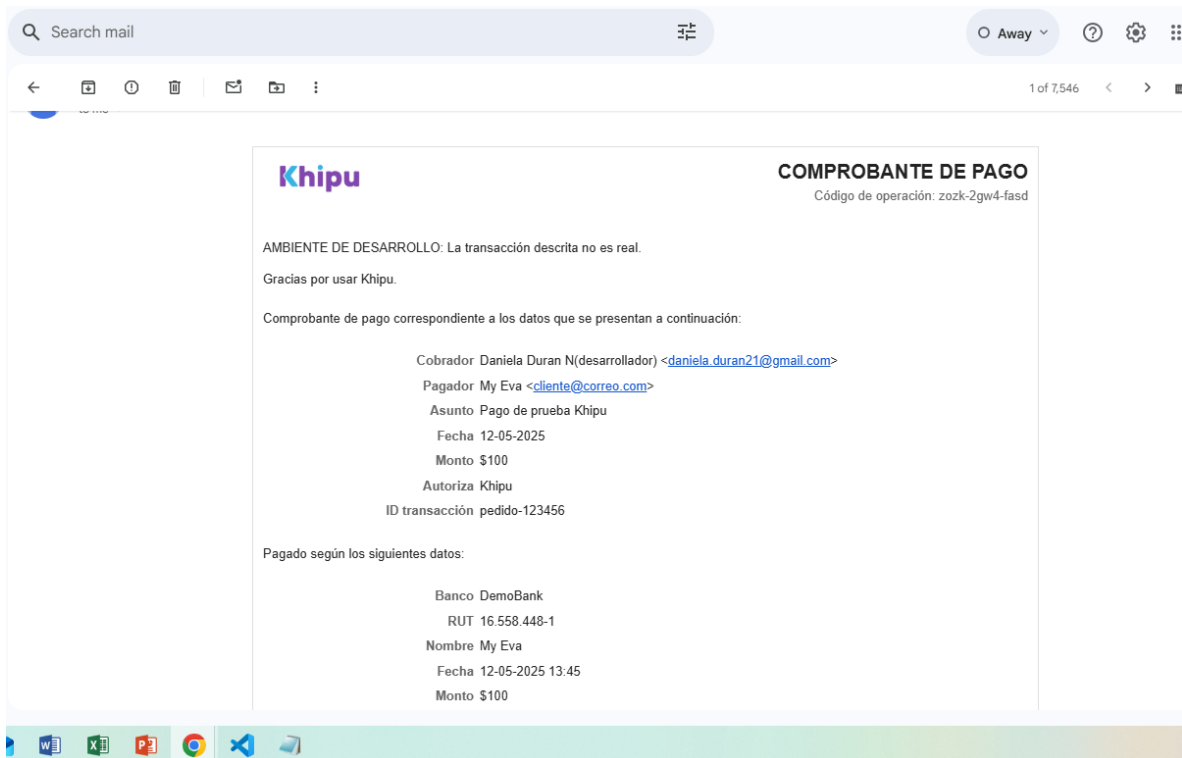 Search mail
Away
1 of 7,546
Khipu
COMPROBANTE DE PAGO
Código de operación: zozk-2gw4-fasd
AMBIENTE DE DESARROLLO: La transacción descrita no es real.
Gracias por usar Khipu.
Comprobante de pago correspondiente a los datos que se presentan a continuación:
Cobrador Daniela Duran N(desarrollador) <daniela.duran21@gmail.com>
Pagador My Eva <cliente@correo.com>
Asunto Pago de prueba Khipu
Fecha 12-05-2025
Monto $100
Autoriza Khipu
ID transacción pedido-123456
Pagado según los siguientes datos:
Banco DemoBank
RUT 16.558.448-1
Nombre My Eva
Fecha 12-05-2025 13:45
Monto $100